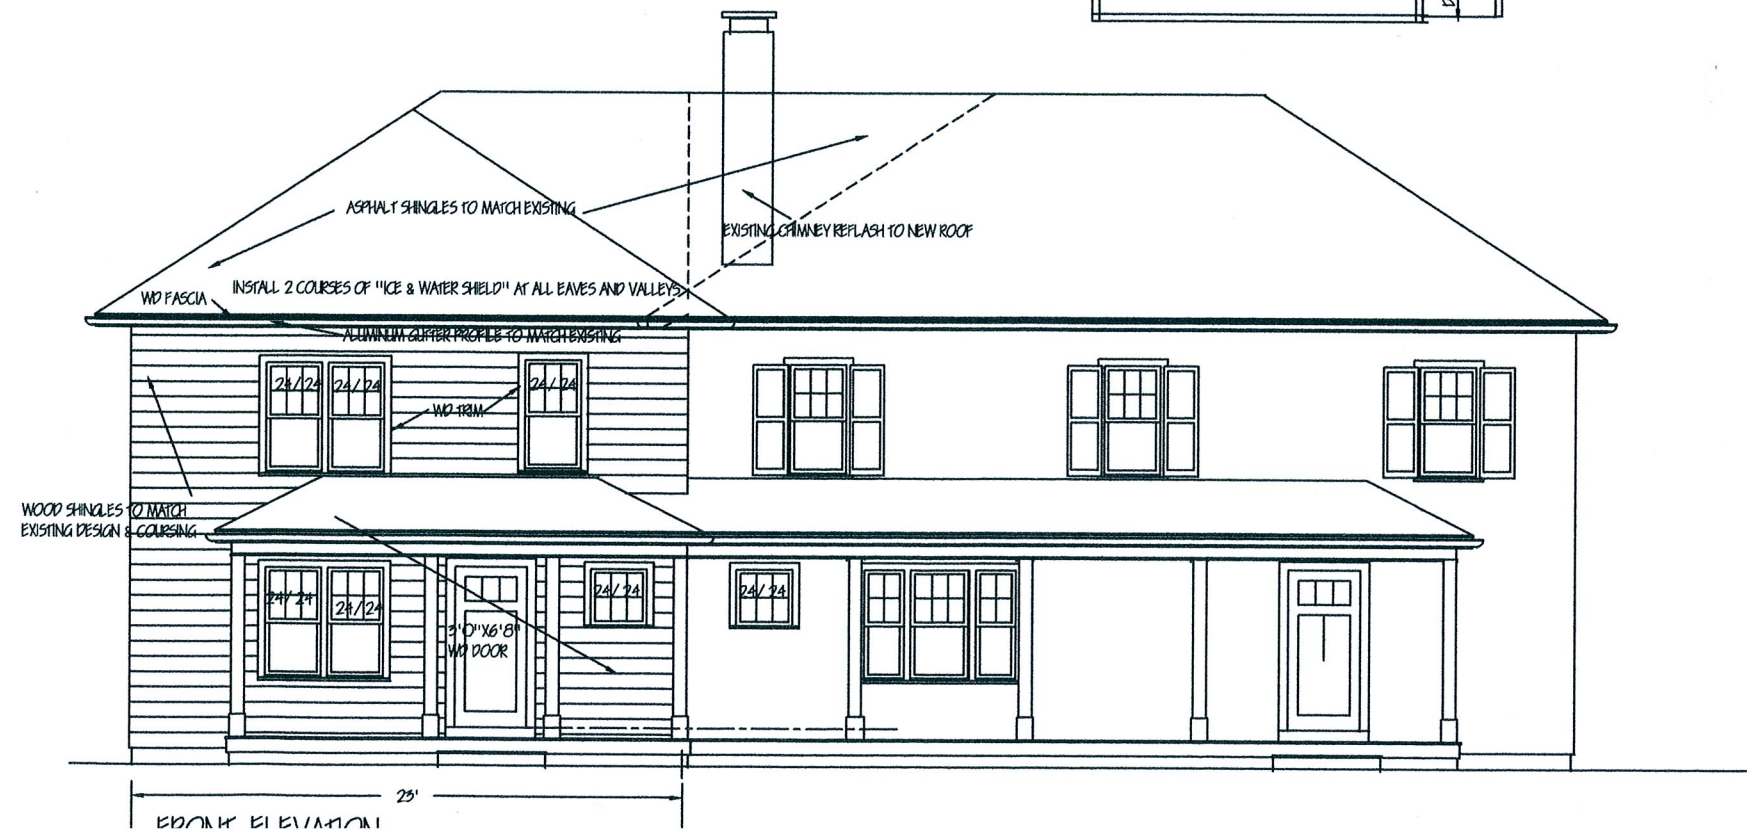 ASPHALT SHINGLES TO MATCH EXISTING
EXISTING CHIMNEY REFLASH TO NEW ROOF
INSTALL 2 COURSES OF "ICE & WATER SHIELD" AT ALL EAVES AND VALLEYS
WD FASCIA
ALUMINUM GUTTER PROFILE TO MATCH EXISTING
24/24 24/24 24/24
WD TRIM
WOOD SHINGLES TO MATCH
EXISTING DESIGN & COURSING
24/24 24/24 24/24 24/24
3'0"X6'8"
WD DOOR
23'
FRONT ELEVATION